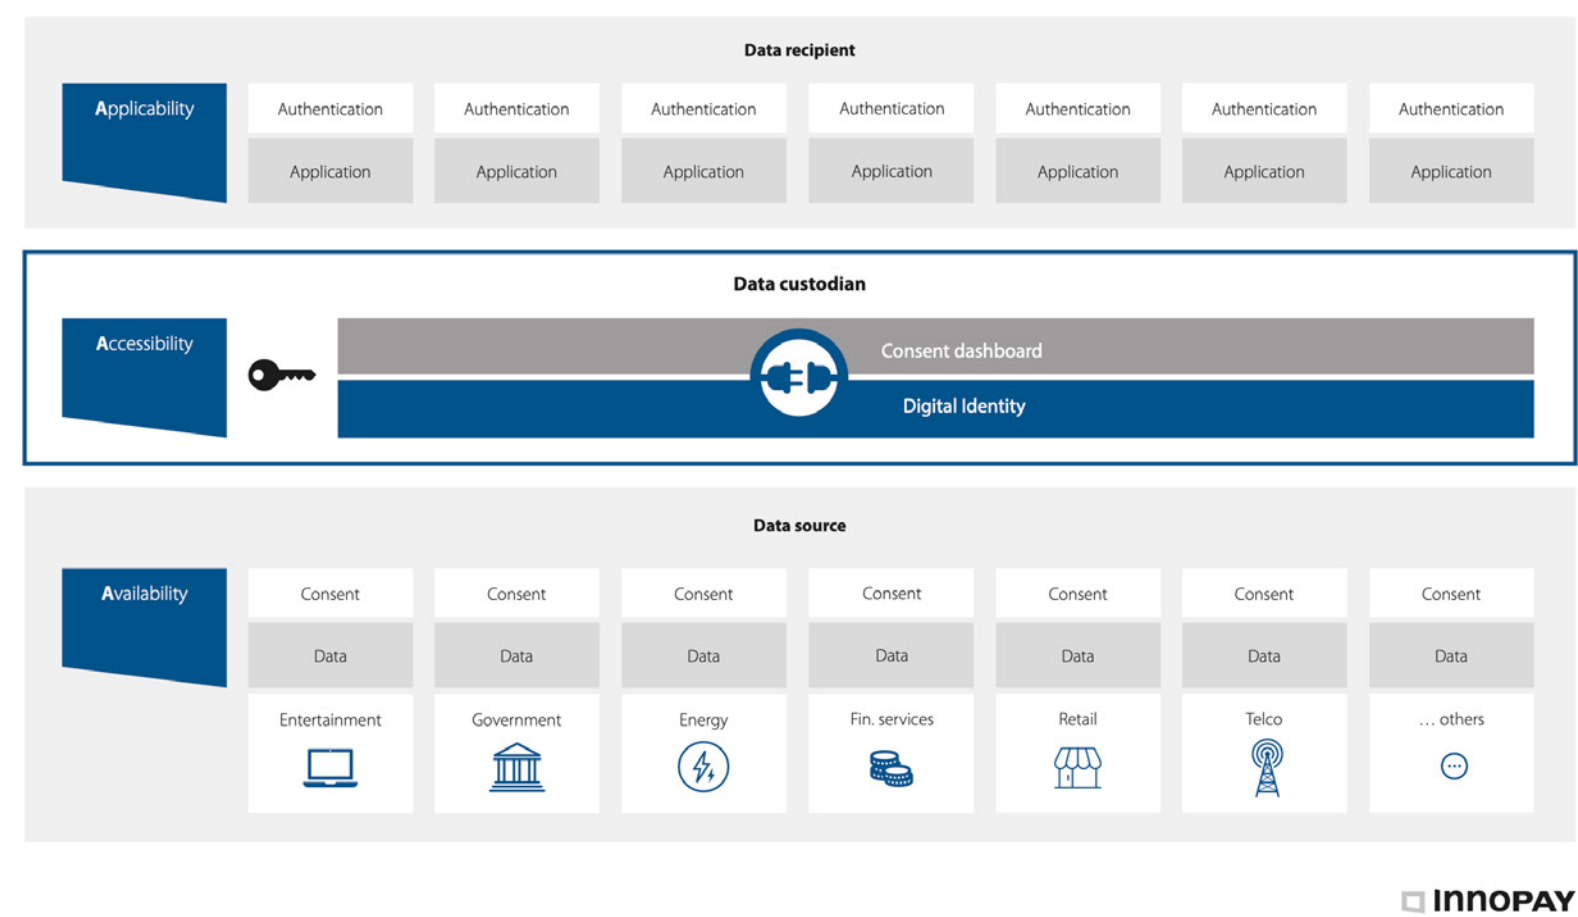 Data recipient
Applicability
Authentication Authentication Authentication Authentication Authentication Authentication Authentication
Application Application Application Application Application Application Application
Data custodian
Accessibility
Consent dashboard
Digital Identity
Data source
Availability
Consent Consent Consent Consent Consent Consent Consent
Data Data Data Data Data Data Data
Entertainment Government Energy Fin. services Retail Telco ... others
INNOPAY